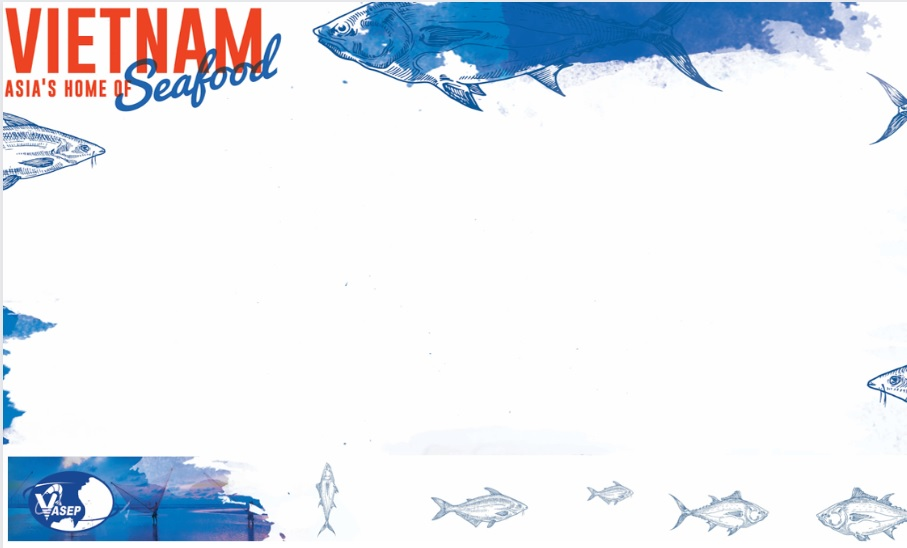 VIETNAM
ASIA'S HOME OF Seafood
VASEP